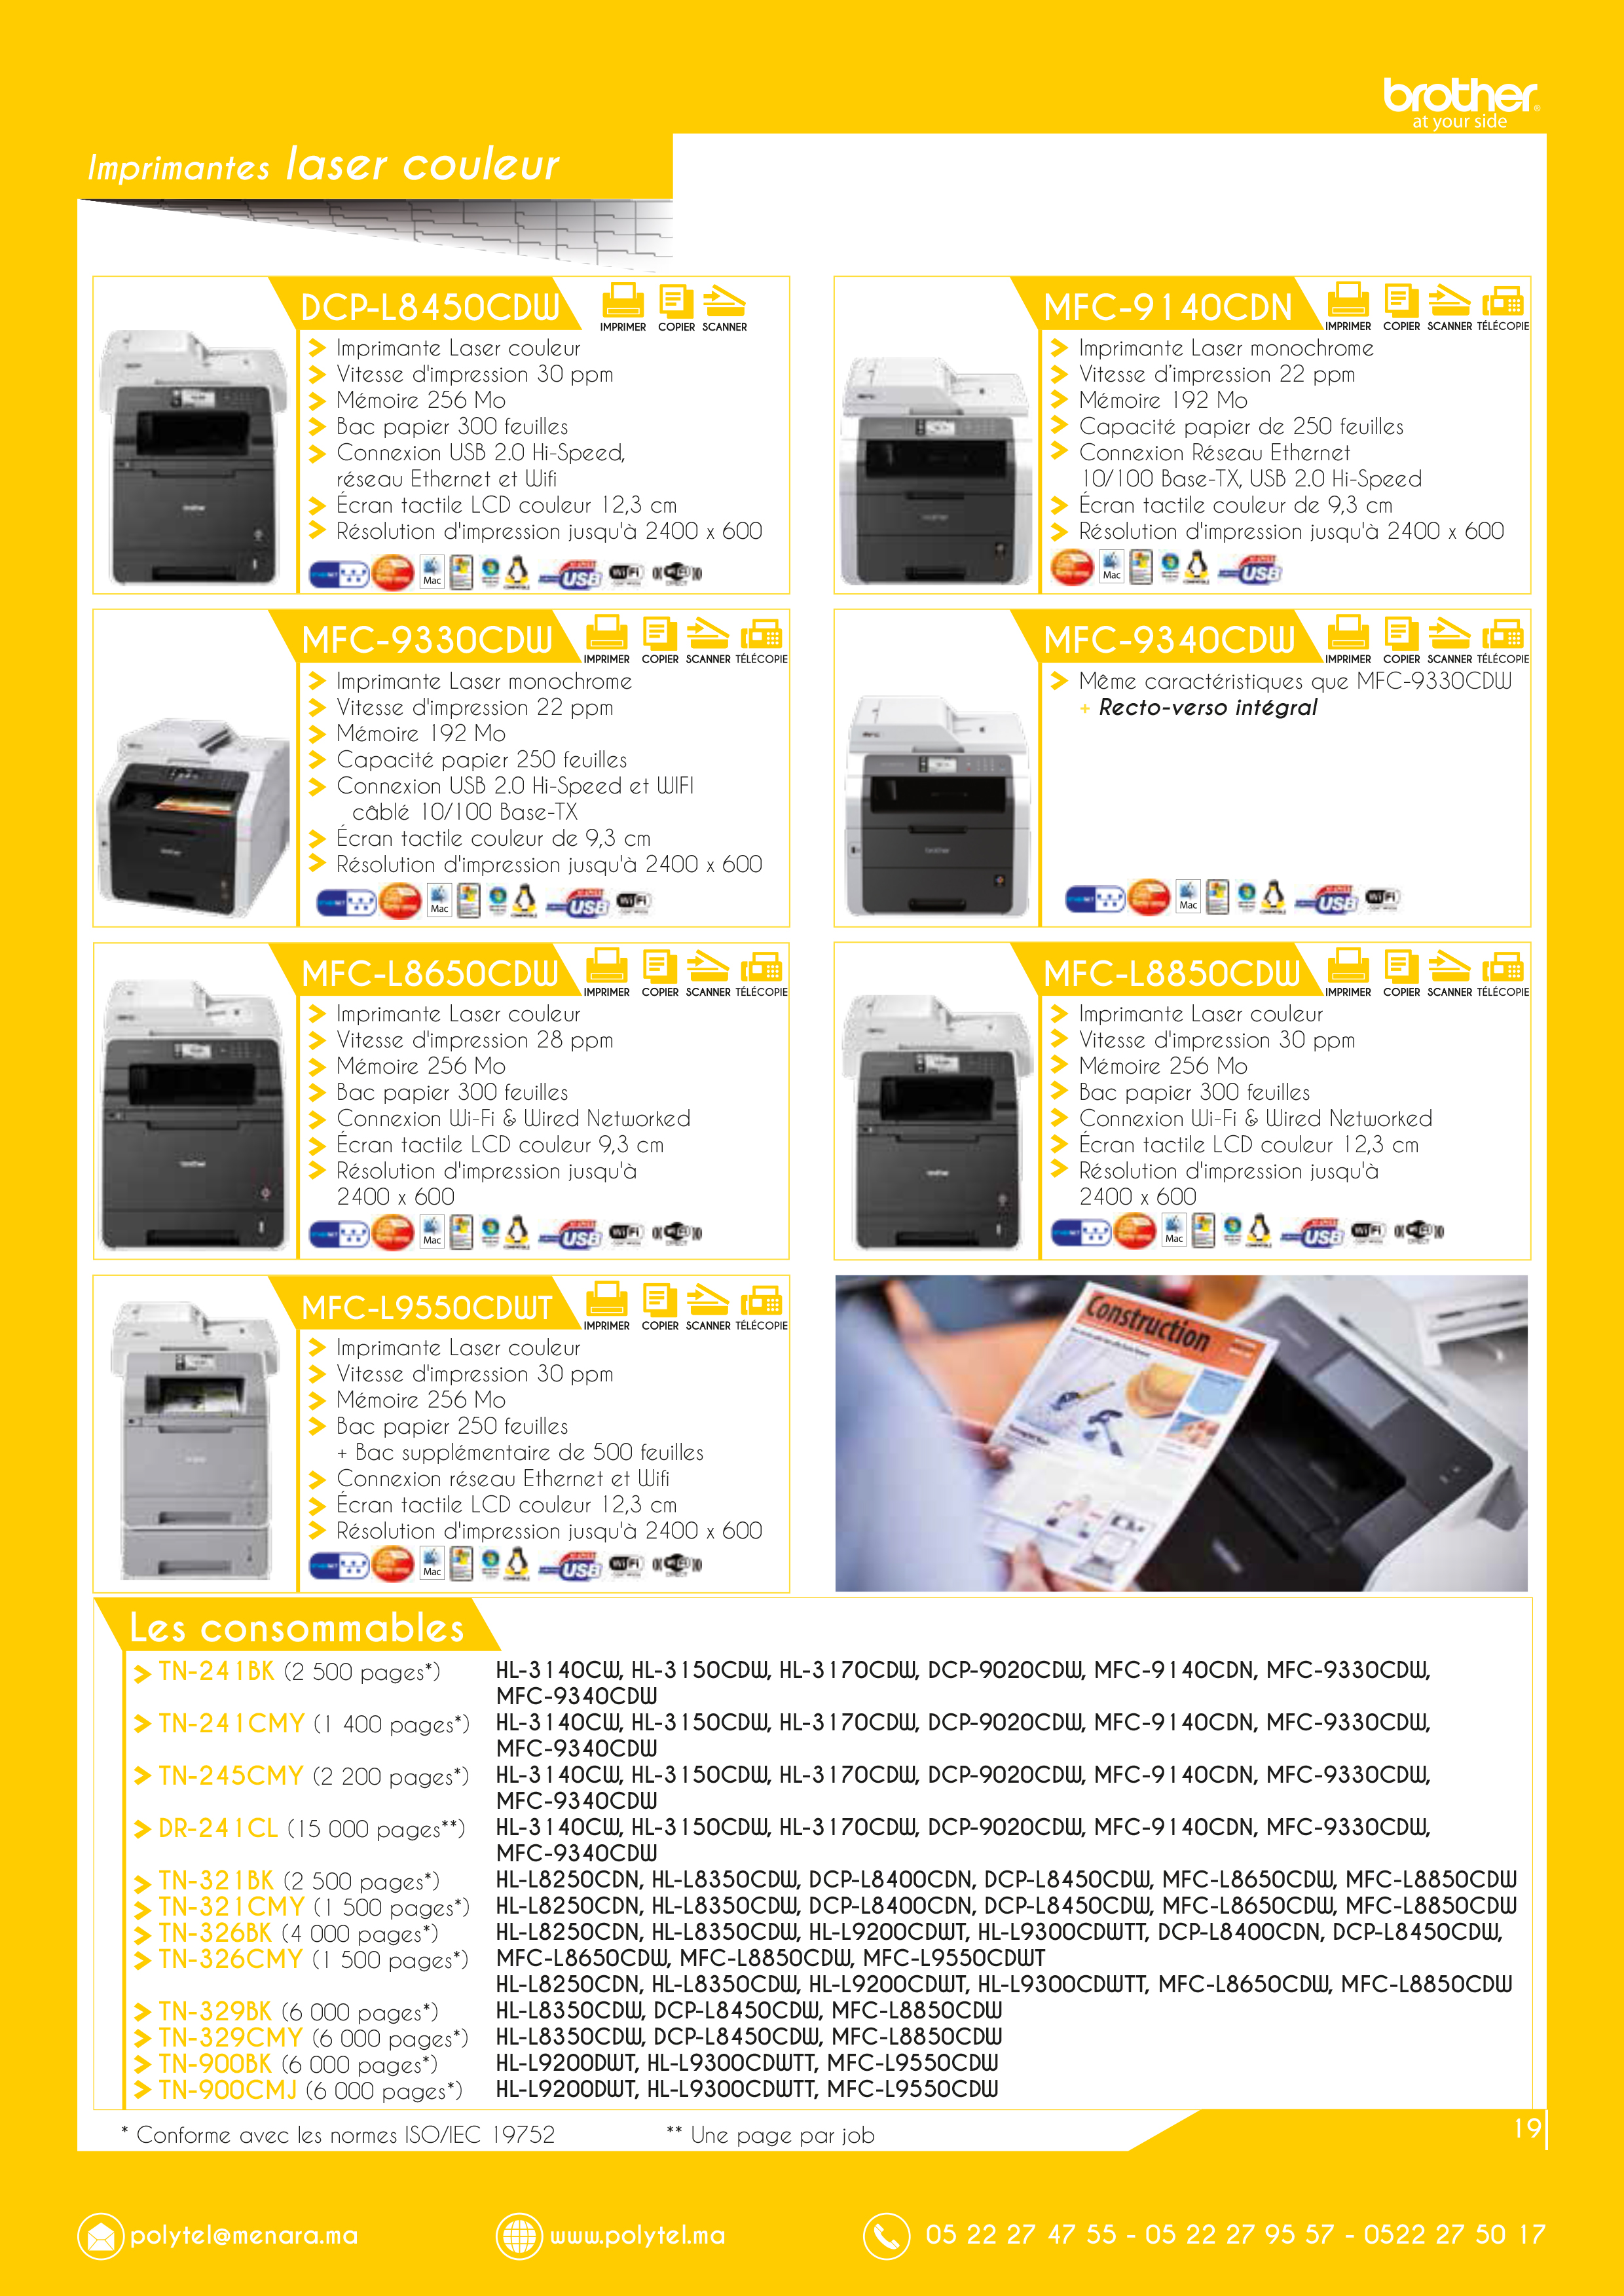 brother
at your side
Imprimantes laser couleur
DCP-L8450CDW
IMPRIMER COPIER SCANNER
Imprimante Laser couleur
Vitesse d'impression 30 ppm
Mémoire 256 Mo
Bac papier 300 feuilles
Connexion USB 2.0 Hi-Speed,
réseau Ethernet et Wifi
Écran tactile LCD couleur 12,3 cm
Résolution d'impression jusqu'à 2400 x 600
Mac
USB
WiFi
MFC-9140CDN
IMPRIMER COPIER SCANNER TÉLÉCOPIE
Imprimante Laser monochrome
Vitesse d’impression 22 ppm
Mémoire 192 Mo
Capacité papier de 250 feuilles
Connexion Réseau Ethernet
10/100 Base-TX, USB 2.0 Hi-Speed
Écran tactile couleur de 9,3 cm
Résolution d'impression jusqu'à 2400 x 600
Mac
USB
MFC-9330CDW
IMPRIMER COPIER SCANNER TÉLÉCOPIE
Imprimante Laser monochrome
Vitesse d'impression 22 ppm
Mémoire 192 Mo
Capacité papier 250 feuilles
Connexion USB 2.0 Hi-Speed et WIFI
câblé 10/100 Base-TX
Écran tactile couleur de 9,3 cm
Résolution d'impression jusqu'à 2400 x 600
Mac
USB
WiFi
MFC-9340CDW
IMPRIMER COPIER SCANNER TÉLÉCOPIE
Même caractéristiques que MFC-9330CDW
+ Recto-verso intégral
Mac
USB
WiFi
MFC-L8650CDW
IMPRIMER COPIER SCANNER TÉLÉCOPIE
Imprimante Laser couleur
Vitesse d'impression 28 ppm
Mémoire 256 Mo
Bac papier 300 feuilles
Connexion Wi-Fi & Wired Networked
Écran tactile LCD couleur 9,3 cm
Résolution d'impression jusqu'à
2400 x 600
Mac
USB
WiFi
MFC-L8850CDW
IMPRIMER COPIER SCANNER TÉLÉCOPIE
Imprimante Laser couleur
Vitesse d'impression 30 ppm
Mémoire 256 Mo
Bac papier 300 feuilles
Connexion Wi-Fi & Wired Networked
Écran tactile LCD couleur 12,3 cm
Résolution d'impression jusqu'à
2400 x 600
Mac
USB
WiFi
MFC-L9550CDWT
IMPRIMER COPIER SCANNER TÉLÉCOPIE
Imprimante Laser couleur
Vitesse d'impression 30 ppm
Mémoire 256 Mo
Bac papier 250 feuilles
+ Bac supplémentaire de 500 feuilles
Connexion réseau Ethernet et Wifi
Écran tactile LCD couleur 12,3 cm
Résolution d'impression jusqu'à 2400 x 600
Mac
USB
WiFi
Construction
Les consommables
TN-241BK (2 500 pages*) HL-3140CW, HL-3150CDW, HL-3170CDW, DCP-9020CDW, MFC-9140CDN, MFC-9330CDW,
MFC-9340CDW
TN-241CMY (1 400 pages*) HL-3140CW, HL-3150CDW, HL-3170CDW, DCP-9020CDW, MFC-9140CDN, MFC-9330CDW,
MFC-9340CDW
TN-245CMY (2 200 pages*) HL-3140CW, HL-3150CDW, HL-3170CDW, DCP-9020CDW, MFC-9140CDN, MFC-9330CDW,
MFC-9340CDW
DR-241CL (15 000 pages**) HL-3140CW, HL-3150CDW, HL-3170CDW, DCP-9020CDW, MFC-9140CDN, MFC-9330CDW,
MFC-9340CDW
TN-321BK (2 500 pages*) HL-L8250CDN, HL-L8350CDW, DCP-L8400CDN, DCP-L8450CDW, MFC-L8650CDW, MFC-L8850CDW
TN-321CMY (1 500 pages*) HL-L8250CDN, HL-L8350CDW, DCP-L8400CDN, DCP-L8450CDW, MFC-L8650CDW, MFC-L8850CDW
TN-326BK (4 000 pages*) HL-L8250CDN, HL-L8350CDW, HL-L9200CDWT, HL-L9300CDWTT, DCP-L8400CDN, DCP-L8450CDW,
TN-326CMY (1 500 pages*) MFC-L8650CDW, MFC-L8850CDW, MFC-L9550CDWT
HL-L8250CDN, HL-L8350CDW, HL-L9200CDWT, HL-L9300CDWTT, MFC-L8650CDW, MFC-L8850CDW
TN-329BK (6 000 pages*) HL-L8350CDW, DCP-L8450CDW, MFC-L8850CDW
TN-329CMY (6 000 pages*) HL-L8350CDW, DCP-L8450CDW, MFC-L8850CDW
TN-900BK (6 000 pages*) HL-L9200DWT, HL-L9300CDWTT, MFC-L9550CDW
TN-900CMJ (6 000 pages*) HL-L9200DWT, HL-L9300CDWTT, MFC-L9550CDW
* Conforme avec les normes ISO/IEC 19752 ** Une page par job
19
polytel@menara.ma www.polytel.ma 05 22 27 47 55 - 05 22 27 95 57 - 0522 27 50 17